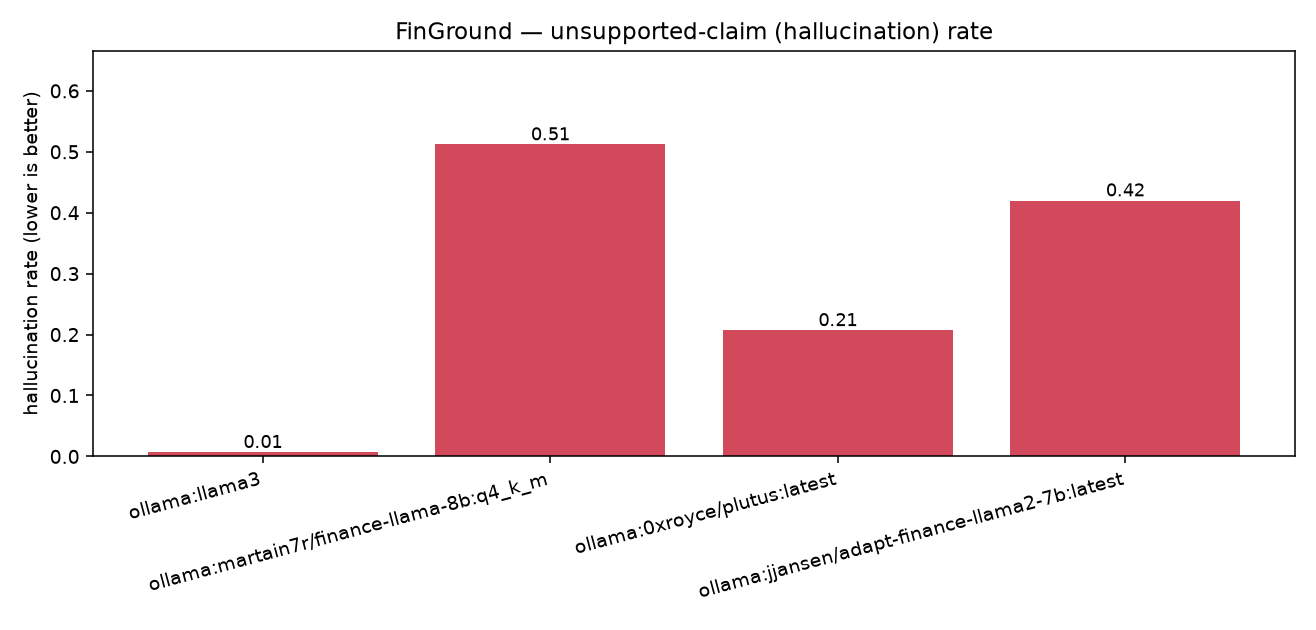 FinGround — unsupported-claim (hallucination) rate
hallucination rate (lower is better)
0.6
0.5
0.4
0.3
0.2
0.1
0.0
0.01
0.51
0.21
0.42
ollama:llama3
ollama:martain7r/finance-llama-8b:q4_k_m
ollama:0xroyce/plutus:latest
ollama:jjansen/adapt-finance-llama2-7b:latest